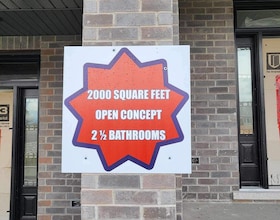 2000 SQUARE FEET
OPEN CONCEPT
2 ½ BATHROOMS